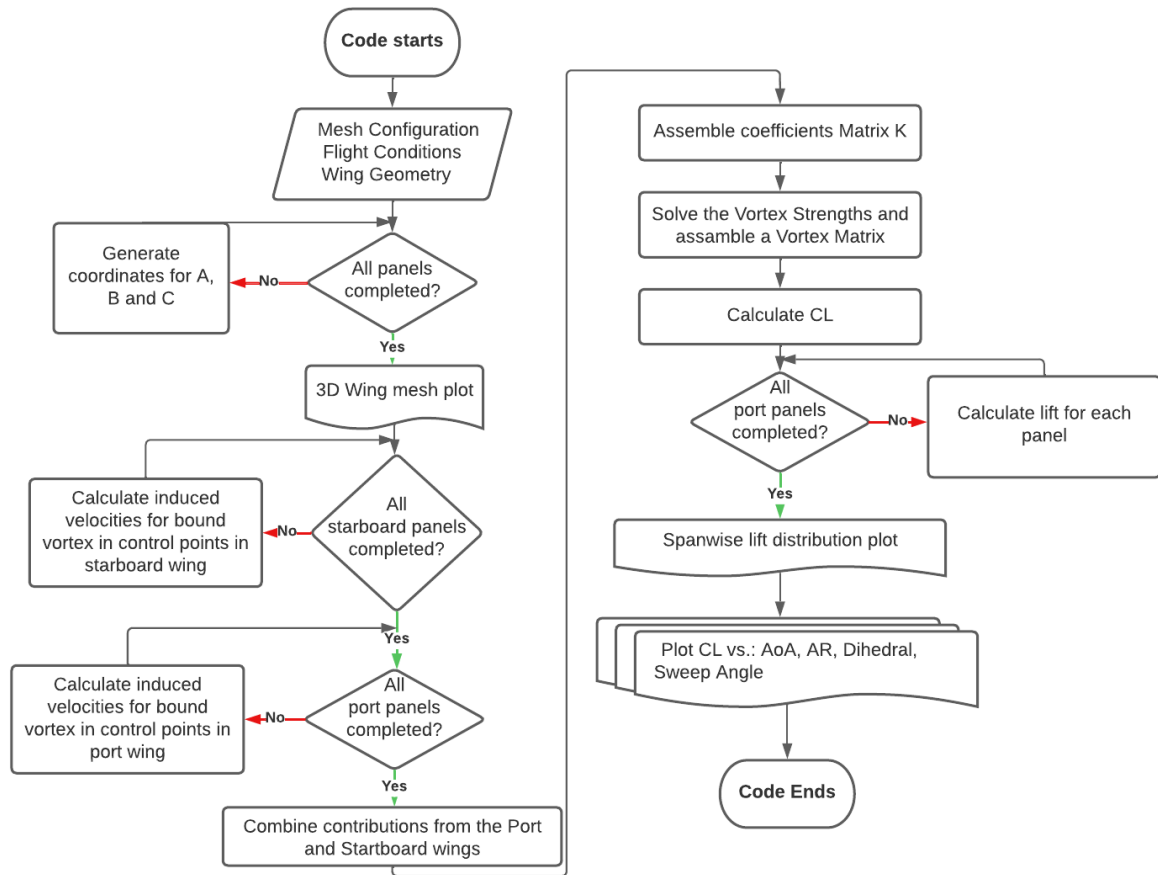 Code starts
Mesh Configuration
Flight Conditions
Wing Geometry
Generate
coordinates for A,
B and C
No
All panels
completed?
Yes
3D Wing mesh plot
Calculate induced
velocities for bound
vortex in control points in
starboard wing
No
All
starboard panels
completed?
Yes
Calculate induced
velocities for bound
vortex in control points in
port wing
No
All
port panels
completed?
Yes
Combine contributions from the Port
and Startboard wings
Assemble coefficients Matrix K
Solve the Vortex Strengths and
assamble a Vortex Matrix
Calculate CL
All
port panels
completed?
No
Calculate lift for each
panel
Yes
Spanwise lift distribution plot
Plot CL vs.: AoA, AR, Dihedral,
Sweep Angle
Code Ends